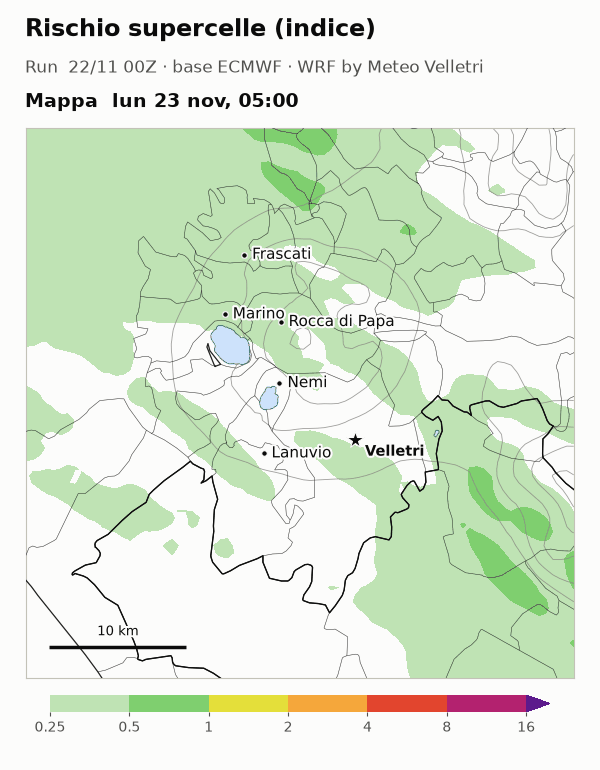 Rischio supercelle (indice)
Run 22/11 00Z · base ECMWF · WRF by Meteo Velletri
Mappa lun 23 nov, 05:00
Frascati
Marino
Rocca di Papa
Nemi
Velletri
Lanuvio
10 km
0.25 0.5 1 2 4 8 16